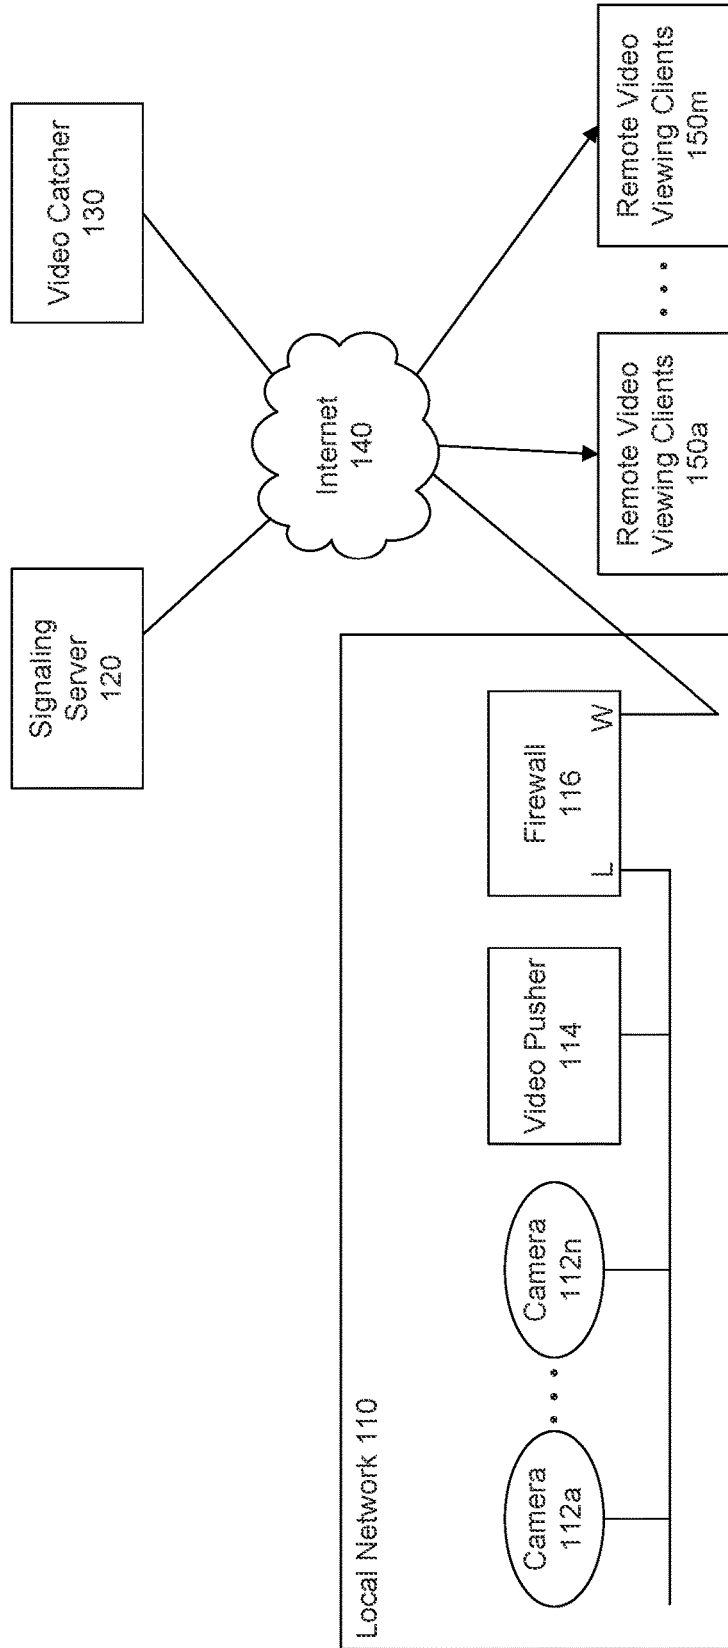 Signaling
Server
120
Video Catcher
130
Internet
140
Local Network 110
Camera
112a
• • •
Camera
112n
Video Pusher
114
Firewall
116
L
W
Remote Video
Viewing Clients
150a
• • •
Remote Video
Viewing Clients
150m